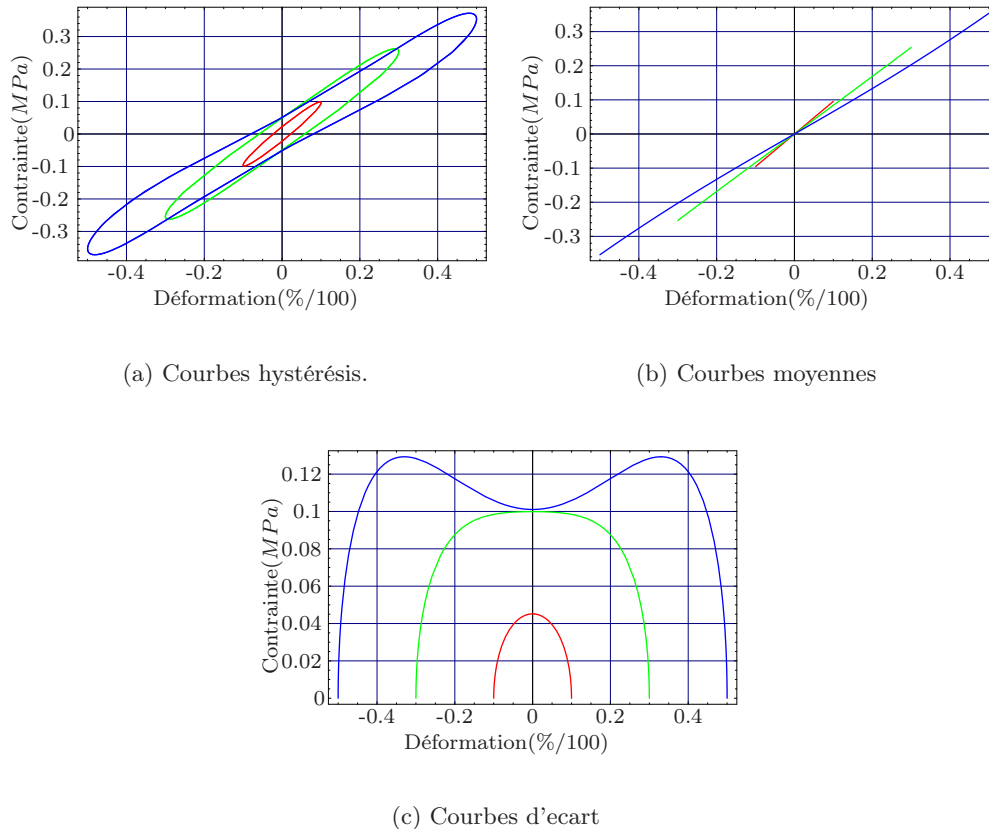 0.3
0.2
0.1
0
-0.1
-0.2
-0.3
Contrainte(MPa)
-0.4 -0.2 0 0.2 0.4
Déformation(%/100)
(a) Courbes hystérésis.
0.3
0.2
0.1
0
-0.1
-0.2
-0.3
Contrainte(MPa)
-0.4 -0.2 0 0.2 0.4
Déformation(%/100)
(b) Courbes moyennes
0.12
0.1
0.08
0.06
0.04
0.02
0
Contrainte(MPa)
-0.4 -0.2 0 0.2 0.4
Déformation(%/100)
(c) Courbes d'ecart